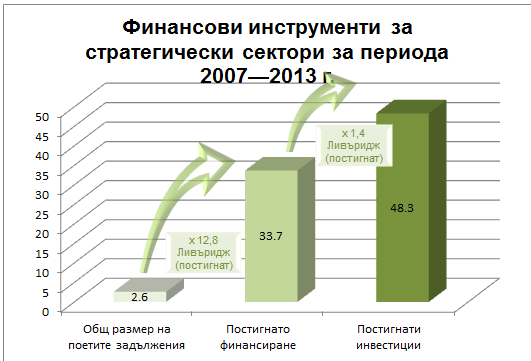 Финансови инструменти за
стратегически сектори за периода
2007—2013 г.
50
45
40
35
30
25
20
15
10
5
0
x 1,4
Ливъридж
(постигнат)
x 12,8
Ливъридж
(постигнат)
2.6
33.7
48.3
Общ размер на
поетите задължения
Постигнато
финансиране
Постигнати
инвестиции